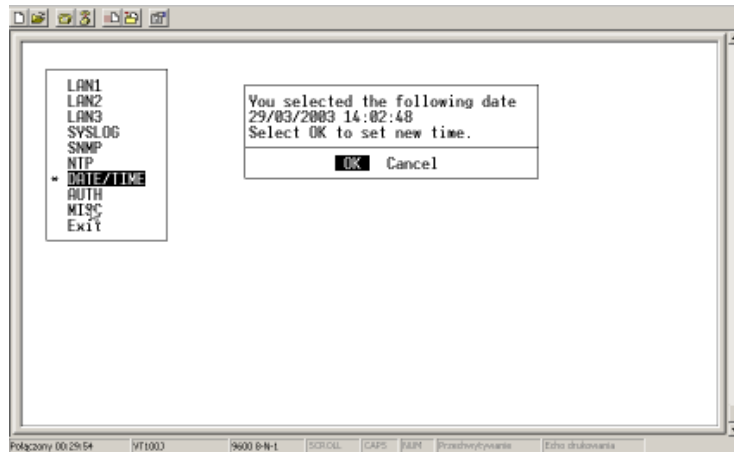 LAN1
LAN2
LAN3
SYSLOG
SNMP
NTP
* DATE/TIME
AUTH
MISC
Exit
You selected the following date
29/03/2003 14:02:48
Select OK to set new time.
OK Cancel
Połączony 00:29:54 VT100J 9600 8-N-1 SCROLL CAPS NUM Przechwytywanie Echo drukowania